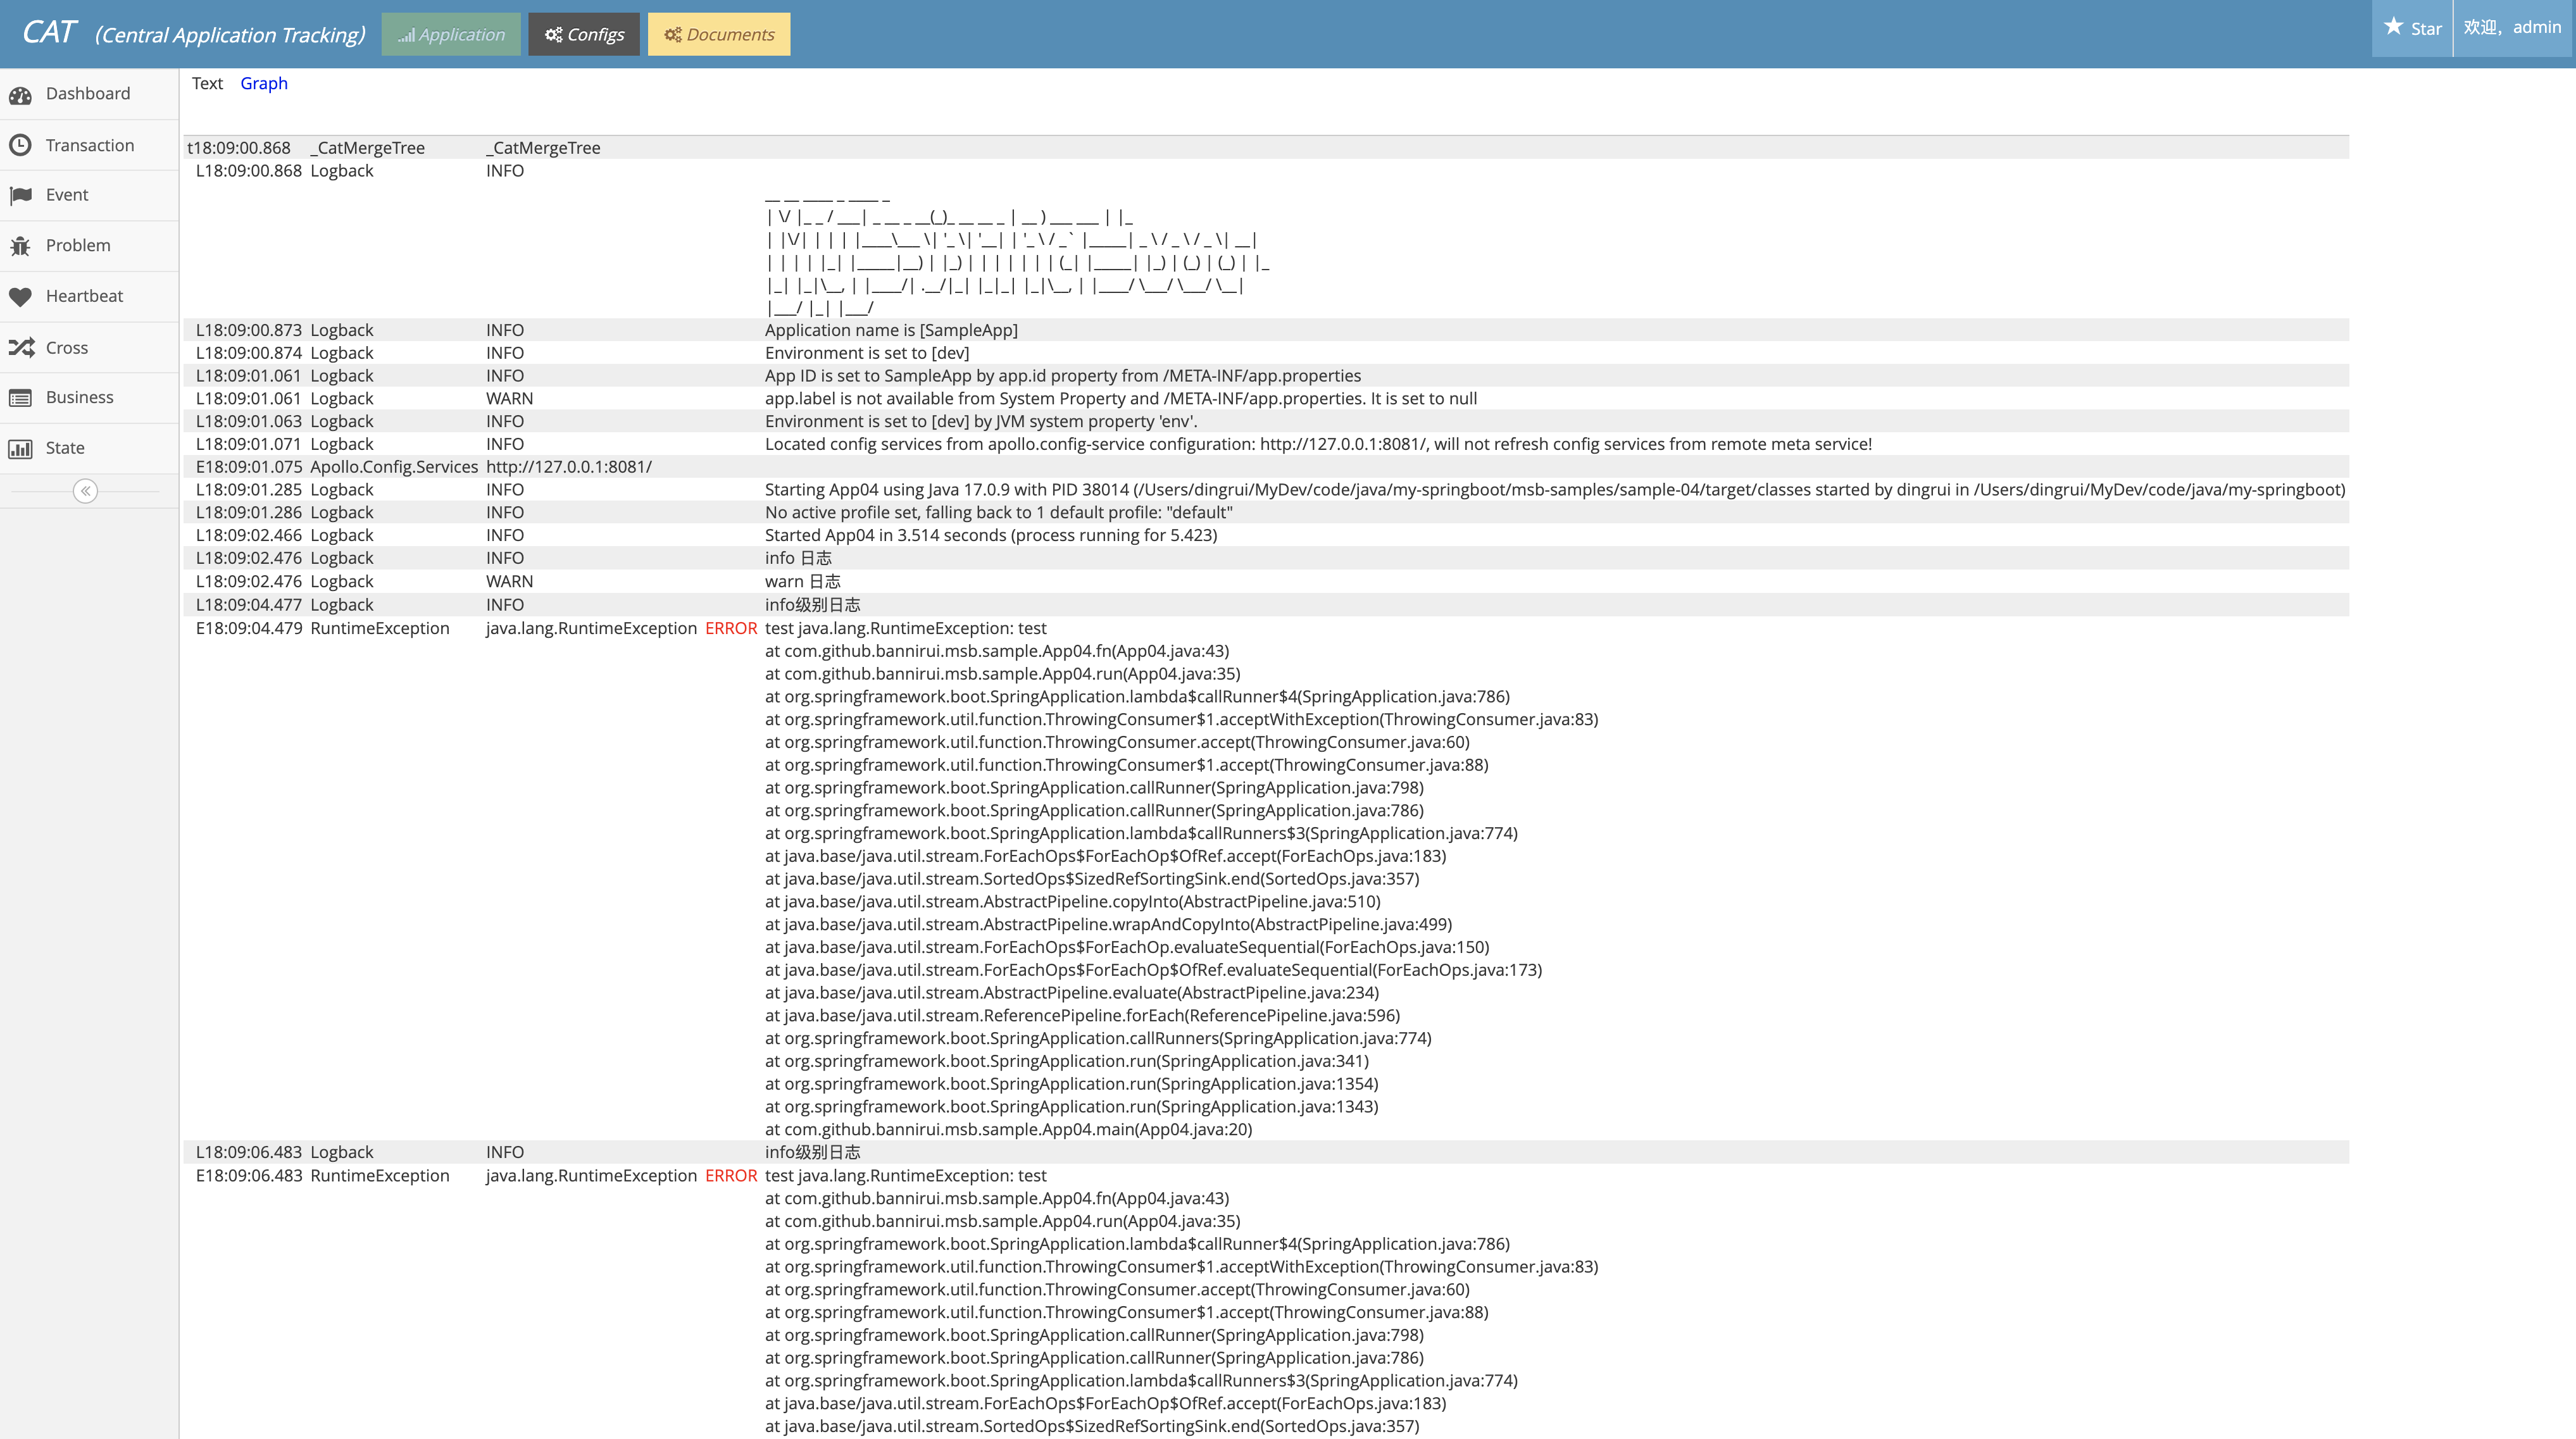 CAT (Central Application Tracking) Application Configs Documents Star 欢迎，admin
Dashboard
Transaction
Event
Problem
Heartbeat
Cross
Business
State
Text Graph
t18:09:00.868 _CatMergeTree _CatMergeTree
L18:09:00.868 Logback INFO
__ __ ____ _ ____ _
| \/ |_ _ / ___| _ __ _ __(_)_ __ __ _ | __ ) ___ ___ | |_
| |\/| | | | |____\___ \| '_ \| '__| | '_ \ / _` |_____| _ \ / _ \ / _ \| __|
| | | | |_| |_____|__) | |_) | | | | | | | (_| |_____| |_) | (_) | (_) | |_
|_| |_|\__, | |____/| .__/|_| |_|_| |_|\__, | |____/ \___/ \___/ \__|
|___/ |_| |___/
L18:09:00.873 Logback INFO Application name is [SampleApp]
L18:09:00.874 Logback INFO Environment is set to [dev]
L18:09:01.061 Logback INFO App ID is set to SampleApp by app.id property from /META-INF/app.properties
L18:09:01.061 Logback WARN app.label is not available from System Property and /META-INF/app.properties. It is set to null
L18:09:01.063 Logback INFO Environment is set to [dev] by JVM system property 'env'.
L18:09:01.071 Logback INFO Located config services from apollo.config-service configuration: http://127.0.0.1:8081/, will not refresh config services from remote meta service!
E18:09:01.075 Apollo.Config.Services http://127.0.0.1:8081/
L18:09:01.285 Logback INFO Starting App04 using Java 17.0.9 with PID 38014 (/Users/dingrui/MyDev/code/java/my-springboot/msb-samples/sample-04/target/classes started by dingrui in /Users/dingrui/MyDev/code/java/my-springboot)
L18:09:01.286 Logback INFO No active profile set, falling back to 1 default profile: "default"
L18:09:02.466 Logback INFO Started App04 in 3.514 seconds (process running for 5.423)
L18:09:02.476 Logback INFO info 日志
L18:09:02.476 Logback WARN warn 日志
L18:09:04.477 Logback INFO info级别日志
E18:09:04.479 RuntimeException java.lang.RuntimeException ERROR test java.lang.RuntimeException: test
at com.github.bannirui.msb.sample.App04.fn(App04.java:43)
at com.github.bannirui.msb.sample.App04.run(App04.java:35)
at org.springframework.boot.SpringApplication.lambda$callRunner$4(SpringApplication.java:786)
at org.springframework.util.function.ThrowingConsumer$1.acceptWithException(ThrowingConsumer.java:83)
at org.springframework.util.function.ThrowingConsumer.accept(ThrowingConsumer.java:60)
at org.springframework.util.function.ThrowingConsumer$1.accept(ThrowingConsumer.java:88)
at org.springframework.boot.SpringApplication.callRunner(SpringApplication.java:798)
at org.springframework.boot.SpringApplication.callRunner(SpringApplication.java:786)
at org.springframework.boot.SpringApplication.lambda$callRunners$3(SpringApplication.java:774)
at java.base/java.util.stream.ForEachOps$ForEachOp$OfRef.accept(ForEachOps.java:183)
at java.base/java.util.stream.SortedOps$SizedRefSortingSink.end(SortedOps.java:357)
at java.base/java.util.stream.AbstractPipeline.copyInto(AbstractPipeline.java:510)
at java.base/java.util.stream.AbstractPipeline.wrapAndCopyInto(AbstractPipeline.java:499)
at java.base/java.util.stream.ForEachOps$ForEachOp.evaluateSequential(ForEachOps.java:150)
at java.base/java.util.stream.ForEachOps$ForEachOp$OfRef.evaluateSequential(ForEachOps.java:173)
at java.base/java.util.stream.AbstractPipeline.evaluate(AbstractPipeline.java:234)
at java.base/java.util.stream.ReferencePipeline.forEach(ReferencePipeline.java:596)
at org.springframework.boot.SpringApplication.callRunners(SpringApplication.java:774)
at org.springframework.boot.SpringApplication.run(SpringApplication.java:341)
at org.springframework.boot.SpringApplication.run(SpringApplication.java:1354)
at org.springframework.boot.SpringApplication.run(SpringApplication.java:1343)
at com.github.bannirui.msb.sample.App04.main(App04.java:20)
L18:09:06.483 Logback INFO info级别日志
E18:09:06.483 RuntimeException java.lang.RuntimeException ERROR test java.lang.RuntimeException: test
at com.github.bannirui.msb.sample.App04.fn(App04.java:43)
at com.github.bannirui.msb.sample.App04.run(App04.java:35)
at org.springframework.boot.SpringApplication.lambda$callRunner$4(SpringApplication.java:786)
at org.springframework.util.function.ThrowingConsumer$1.acceptWithException(ThrowingConsumer.java:83)
at org.springframework.util.function.ThrowingConsumer.accept(ThrowingConsumer.java:60)
at org.springframework.util.function.ThrowingConsumer$1.accept(ThrowingConsumer.java:88)
at org.springframework.boot.SpringApplication.callRunner(SpringApplication.java:798)
at org.springframework.boot.SpringApplication.callRunner(SpringApplication.java:786)
at org.springframework.boot.SpringApplication.lambda$callRunners$3(SpringApplication.java:774)
at java.base/java.util.stream.ForEachOps$ForEachOp$OfRef.accept(ForEachOps.java:183)
at java.base/java.util.stream.SortedOps$SizedRefSortingSink.end(SortedOps.java:357)